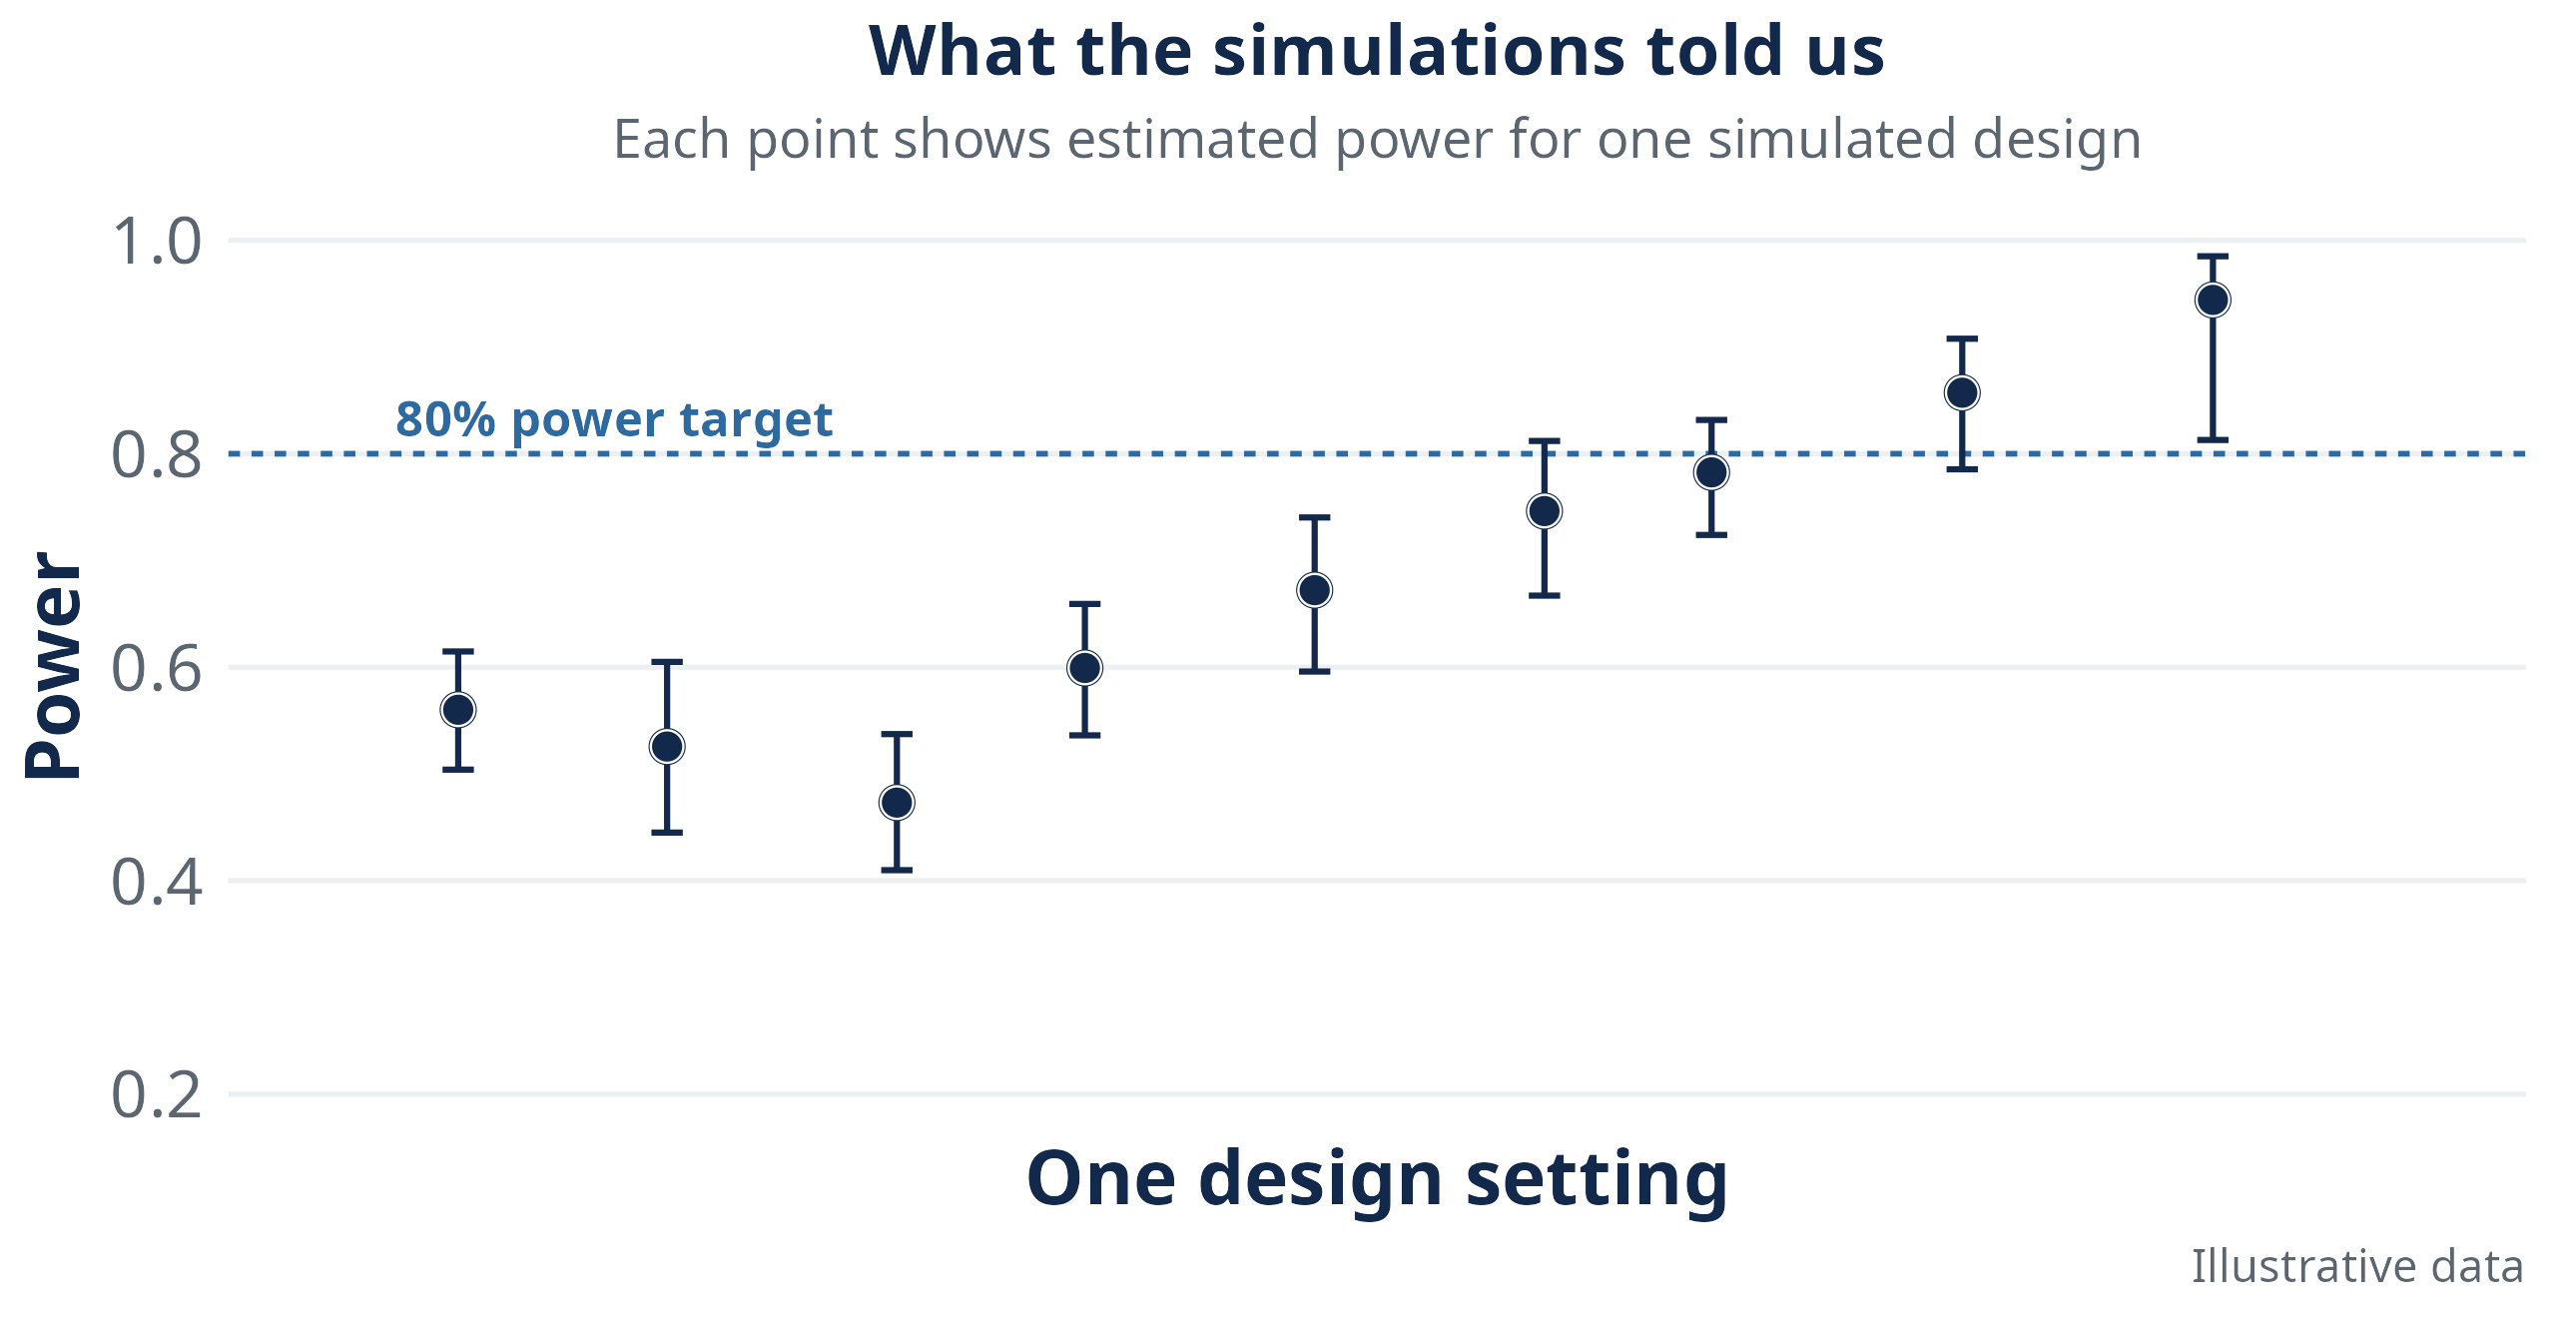 What the simulations told us
Each point shows estimated power for one simulated design
1.0
80% power target
0.8
Power
0.6
0.4
0.2
One design setting
Illustrative data